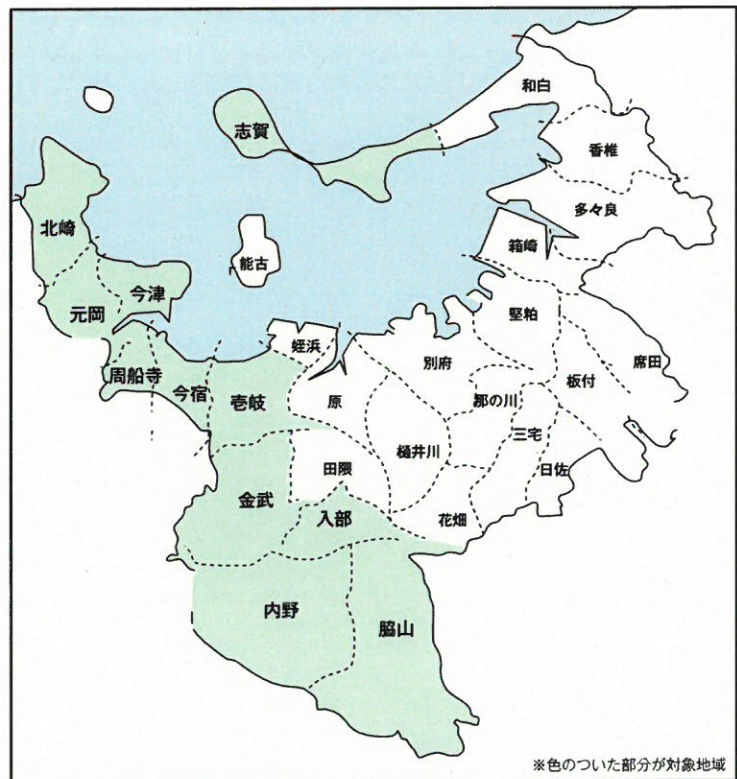 和白
志賀
香椎
多々良
北崎
箱崎
能古
今津
元岡
堅粕
姪浜
別府
席田
周船寺
板付
今宿
壱岐
原
那の川
三宅
樋井川
田隈
日佐
金武
入部
花畑
内野
脇山
※色のついた部分が対象地域